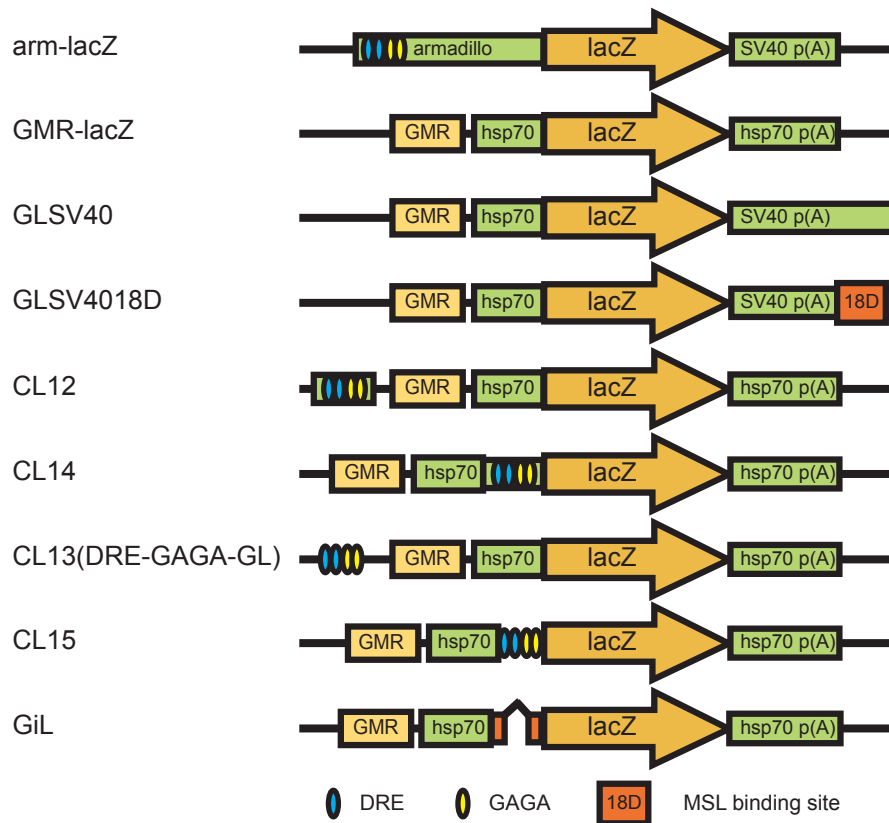 arm-lacZ armadillo lacZ SV40 p(A)
GMR-lacZ GMR hsp70 lacZ hsp70 p(A)
GLSV40 GMR hsp70 lacZ SV40 p(A)
GLSV4018D GMR hsp70 lacZ SV40 p(A) 18D
CL12 GMR hsp70 lacZ hsp70 p(A)
CL14 GMR hsp70 lacZ hsp70 p(A)
CL13(DRE-GAGA-GL) GMR hsp70 lacZ hsp70 p(A)
CL15 GMR hsp70 lacZ hsp70 p(A)
GiL GMR hsp70 lacZ hsp70 p(A)
DRE GAGA 18D MSL binding site